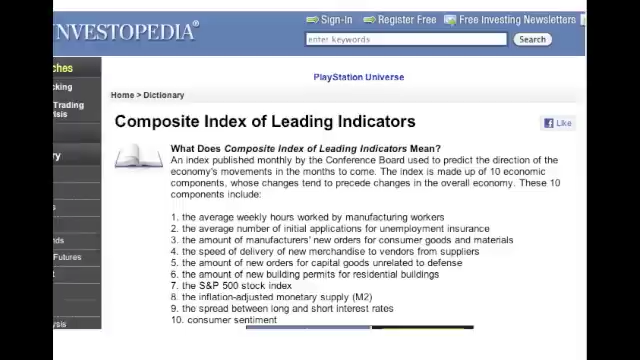 NVESTOPEDIA®
Sign-In
Register Free
Free Investing Newsletters
enter keywords
Search
ches
PlayStation Universe
king
Home > Dictionary
Trading
Composite Index of Leading Indicators
Like
What Does Composite Index of Leading Indicators Mean?
An index published monthly by the Conference Board used to predict the direction of the
economy's movements in the months to come. The index is made up of 10 economic
components, whose changes tend to precede changes in the overall economy. These 10
components include:
1. the average weekly hours worked by manufacturing workers
2. the average number of initial applications for unemployment insurance
3. the amount of manufacturers' new orders for consumer goods and materials
4. the speed of delivery of new merchandise to vendors from suppliers
5. the amount of new orders for capital goods unrelated to defense
6. the amount of new building permits for residential buildings
7. the S&P 500 stock index
8. the inflation-adjusted monetary supply (M2)
9. the spread between long and short interest rates
10. consumer sentiment
Futures